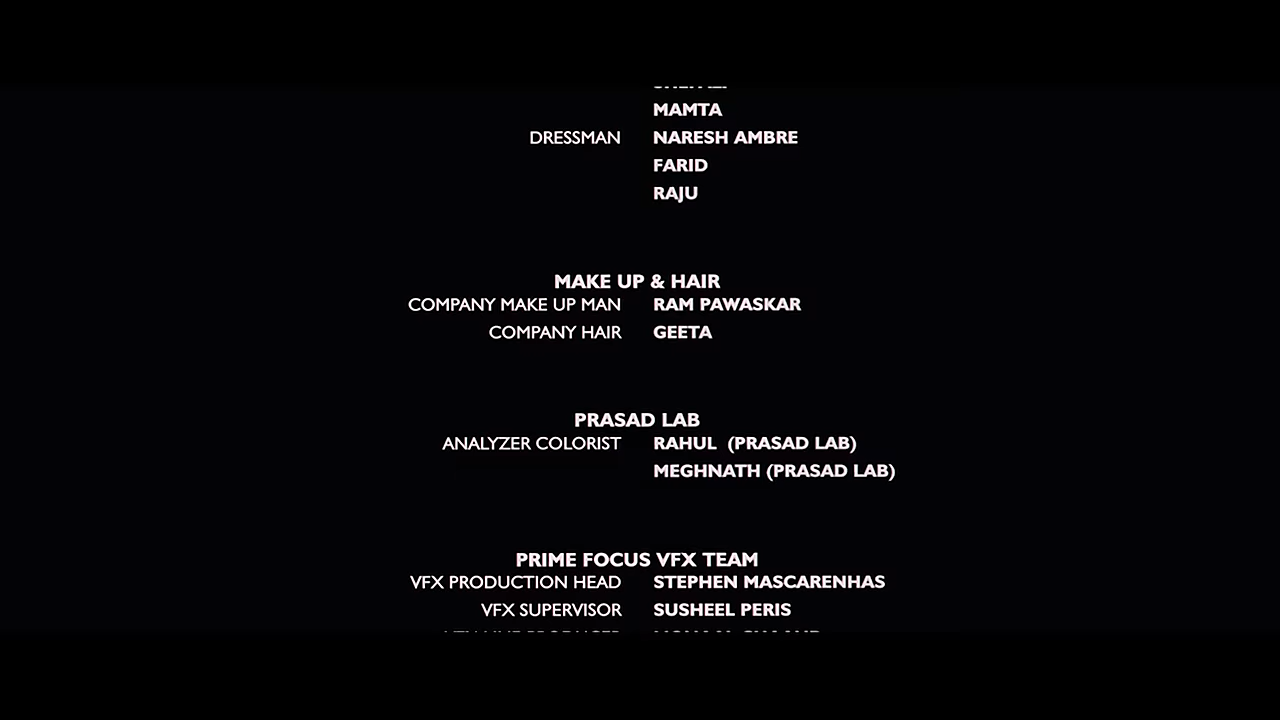 MAMTA
DRESSMAN NARESH AMBRE
FARID
RAJU
MAKE UP & HAIR
COMPANY MAKE UP MAN RAM PAWASKAR
COMPANY HAIR GEETA
PRASAD LAB
ANALYZER COLORIST RAHUL (PRASAD LAB)
MEGHNATH (PRASAD LAB)
PRIME FOCUS VFX TEAM
VFX PRODUCTION HEAD STEPHEN MASCARENHAS
VFX SUPERVISOR SUSHEEL PERIS